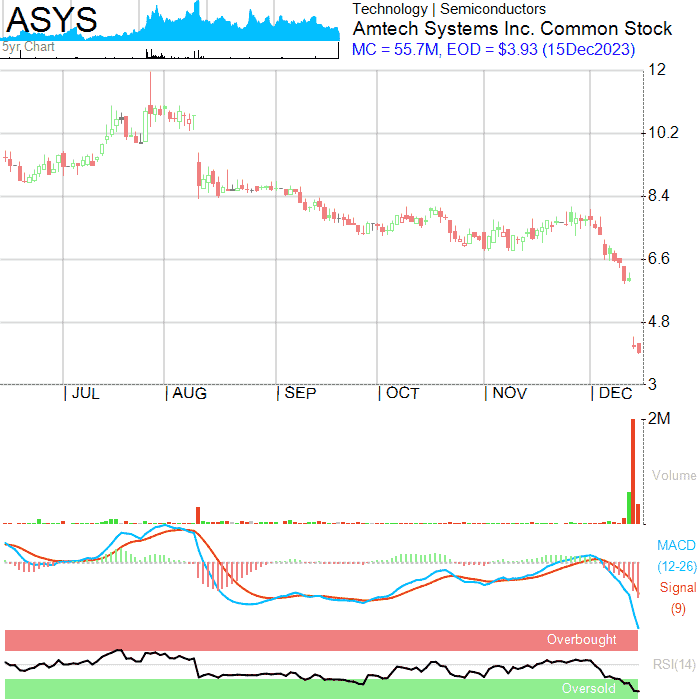 ASYS
5yr Chart
Technology | Semiconductors
Amtech Systems Inc. Common Stock
MC = 55.7M, EOD = $3.93 (15Dec2023)
12
10.2
8.4
6.6
4.8
3
| JUL | AUG | SEP | OCT | NOV | DEC
2M
Volume
MACD
(12-26)
Signal
(9)
Overbought
RSI(14)
Oversold